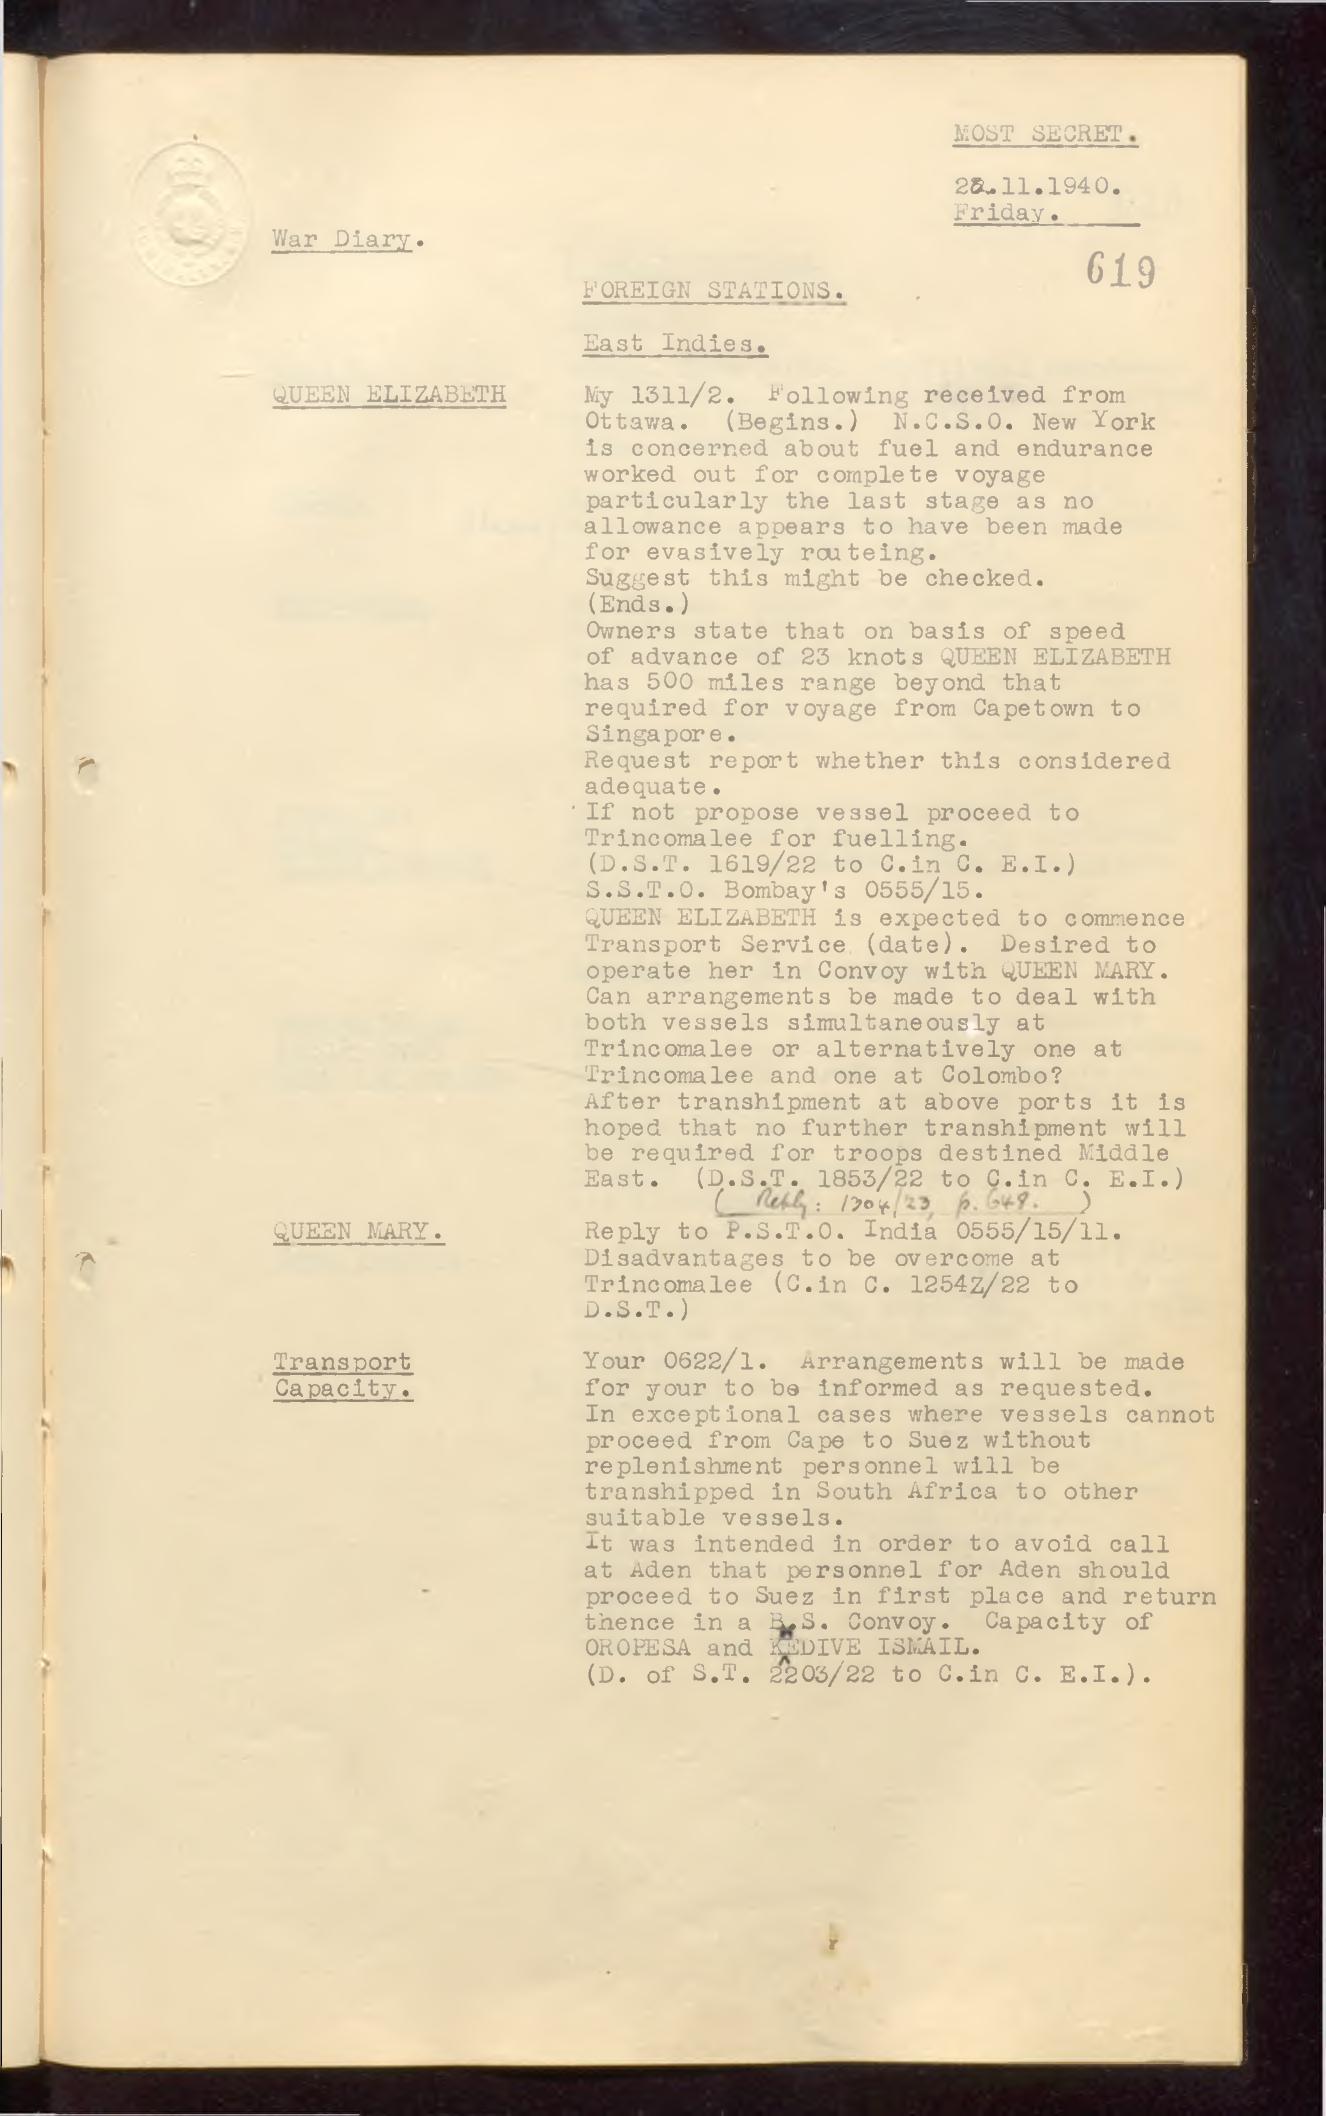 MOST SECRET.
22.11.1940.
Friday.
War Diary.
619
FOREIGN STATIONS.
East Indies.
QUEEN ELIZABETH
My 1311/2. Following received from
Ottawa. (Begins.) N.C.S.O. New York
is concerned about fuel and endurance
worked out for complete voyage
particularly the last stage as no
allowance appears to have been made
for evasively routeing.
Suggest this might be checked.
(Ends.)
Owners state that on basis of speed
of advance of 23 knots QUEEN ELIZABETH
has 500 miles range beyond that
required for voyage from Capetown to
Singapore.
Request report whether this considered
adequate.
If not propose vessel proceed to
Trincomalee for fuelling.
(D.S.T. 1619/22 to C.in C. E.I.)
S.S.T.O. Bombay's 0555/15.
QUEEN ELIZABETH is expected to commence
Transport Service (date). Desired to
operate her in Convoy with QUEEN MARY.
Can arrangements be made to deal with
both vessels simultaneously at
Trincomalee or alternatively one at
Trincomalee and one at Colombo?
After transhipment at above ports it is
hoped that no further transhipment will
be required for troops destined Middle
East. (D.S.T. 1853/22 to C.in C. E.I.)
( Reply: 1304/23, p. 648. )
QUEEN MARY.
Reply to P.S.T.O. India 0555/15/11.
Disadvantages to be overcome at
Trincomalee (C.in C. 1254Z/22 to
D.S.T.)
Transport
Capacity.
Your 0622/1. Arrangements will be made
for your to be informed as requested.
In exceptional cases where vessels cannot
proceed from Cape to Suez without
replenishment personnel will be
transhipped in South Africa to other
suitable vessels.
It was intended in order to avoid call
at Aden that personnel for Aden should
proceed to Suez in first place and return
thence in a B.S. Convoy. Capacity of
OROPESA and KEDIVE ISMAIL.
(D. of S.T. 2203/22 to C.in C. E.I.).